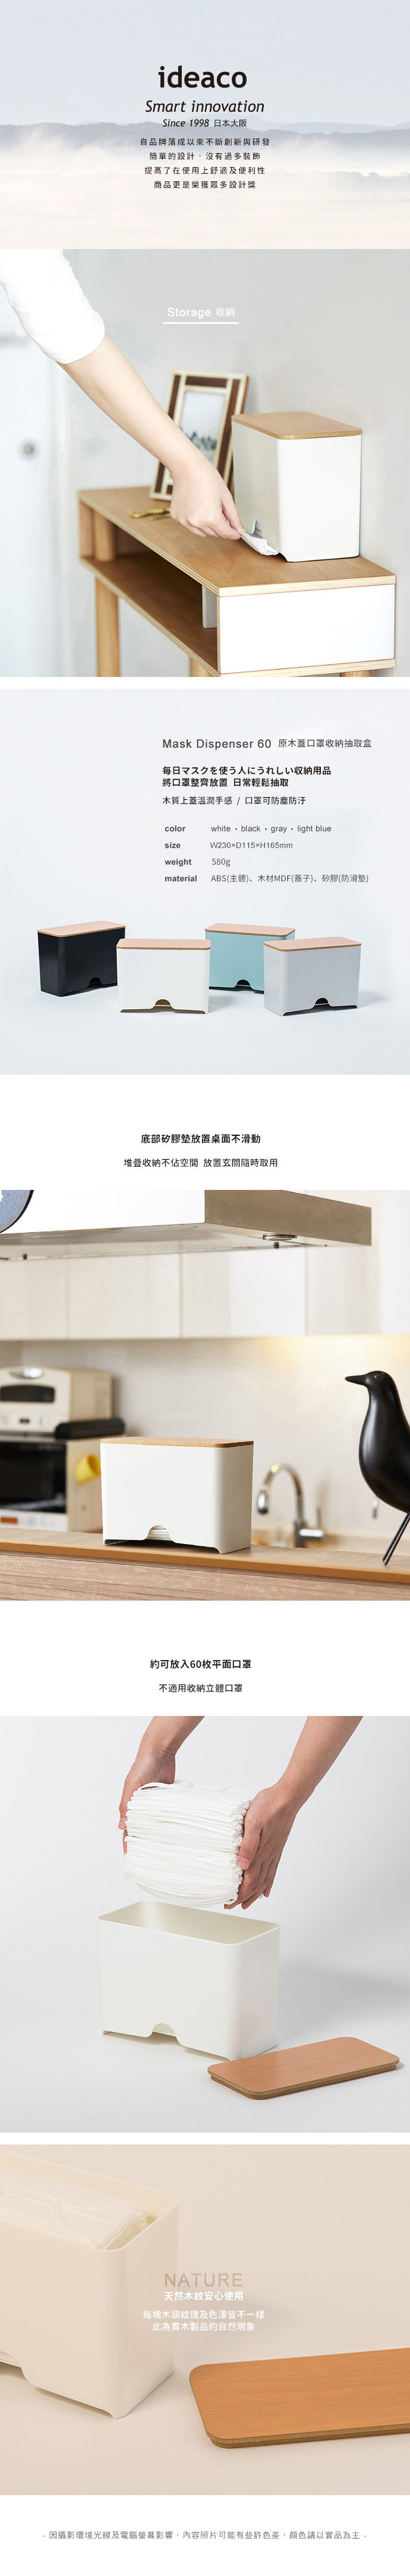 ideaco
Smart innovation
Since 1998 日本大阪
自品牌落成以來不斷創新與研發
簡單的設計，沒有過多裝飾
提高了在使用上舒適及便利性
商品更是榮獲眾多設計獎
Storage 收納
Mask Dispenser 60 原木蓋口罩收納抽取盒
毎日マスクを使う人にうれしい収納用品
將口罩整齊放置 日常輕鬆抽取
木質上蓋溫潤手感 / 口罩可防塵防汙
color white・black・gray・light blue
size W230×D115×H165mm
weight 580g
material ABS(主體)、木材MDF(蓋子)、矽膠(防滑墊)
底部矽膠墊放置桌面不滑動
堆疊收納不佔空間 放置玄關隨時取用
約可放入60枚平面口罩
不適用收納立體口罩
NATURE
天然木紋安心使用
每塊木頭紋理及色澤皆不一樣
此為實木製品的自然現象
- 因攝影環境光線及電腦螢幕影響，內容照片可能有些許色差，顏色請以實品為主 -